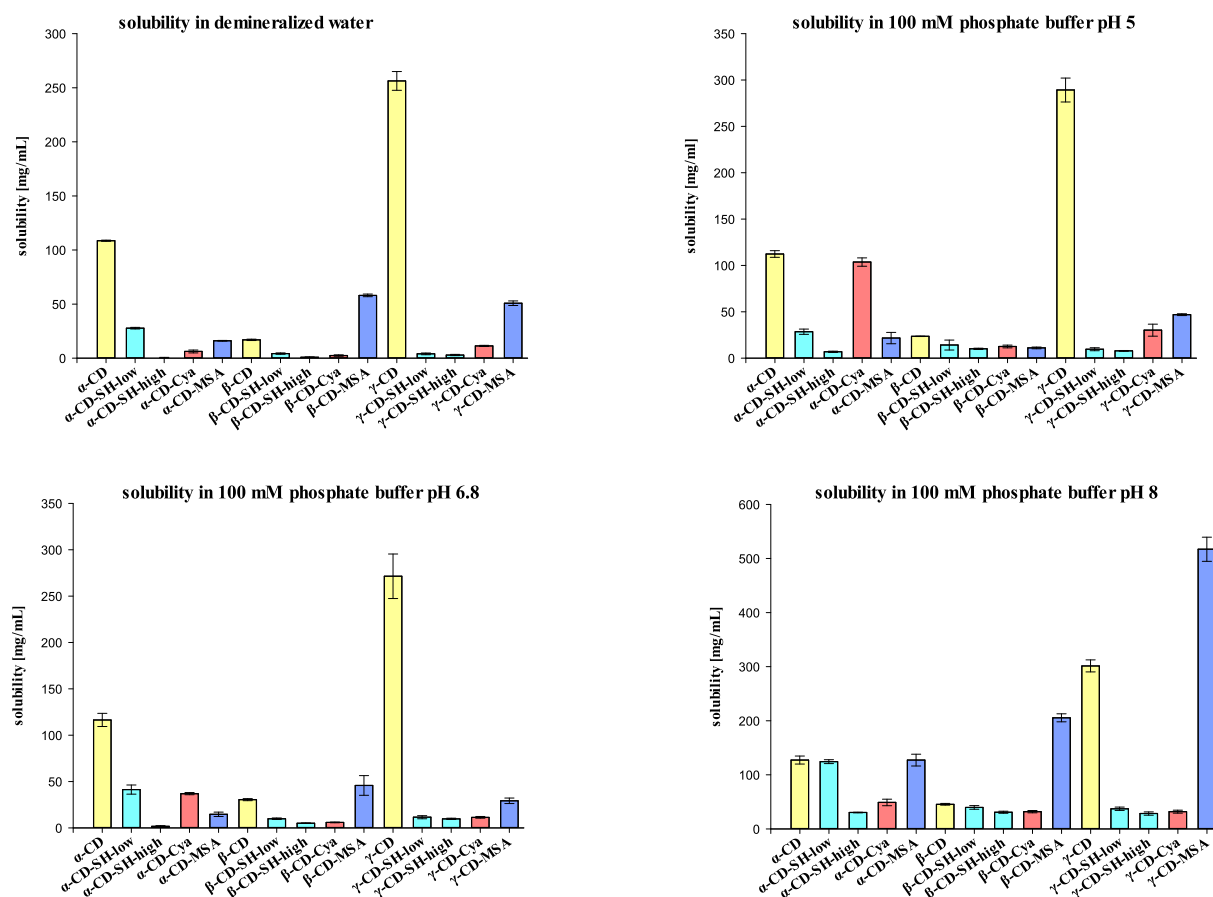 solubility in demineralized water
solubility [mg/mL]
300
250
200
150
100
50
0
α-CD
α-CD-SH-low
α-CD-SH-high
α-CD-Cya
α-CD-MSA
β-CD
β-CD-SH-low
β-CD-SH-high
β-CD-Cya
β-CD-MSA
γ-CD
γ-CD-SH-low
γ-CD-SH-high
γ-CD-Cya
γ-CD-MSA
solubility in 100 mM phosphate buffer pH 5
solubility [mg/ml]
350
300
250
200
150
100
50
0
α-CD
α-CD-SH-low
α-CD-SH-high
α-CD-Cya
α-CD-MSA
β-CD
β-CD-SH-low
β-CD-SH-high
β-CD-Cya
β-CD-MSA
γ-CD
γ-CD-SH-low
γ-CD-SH-high
γ-CD-Cya
γ-CD-MSA
solubility in 100 mM phosphate buffer pH 6.8
solubility [mg/mL]
350
300
250
200
150
100
50
0
α-CD
α-CD-SH-low
α-CD-SH-high
α-CD-Cya
α-CD-MSA
β-CD
β-CD-SH-low
β-CD-SH-high
β-CD-Cya
β-CD-MSA
γ-CD
γ-CD-SH-low
γ-CD-SH-high
γ-CD-Cya
γ-CD-MSA
solubility in 100 mM phosphate buffer pH 8
solubility [mg/mL]
600
500
400
300
200
100
0
α-CD
α-CD-SH-low
α-CD-SH-high
α-CD-Cya
α-CD-MSA
β-CD
β-CD-SH-low
β-CD-SH-high
β-CD-Cya
β-CD-MSA
γ-CD
γ-CD-SH-low
γ-CD-SH-high
γ-CD-Cya
γ-CD-MSA